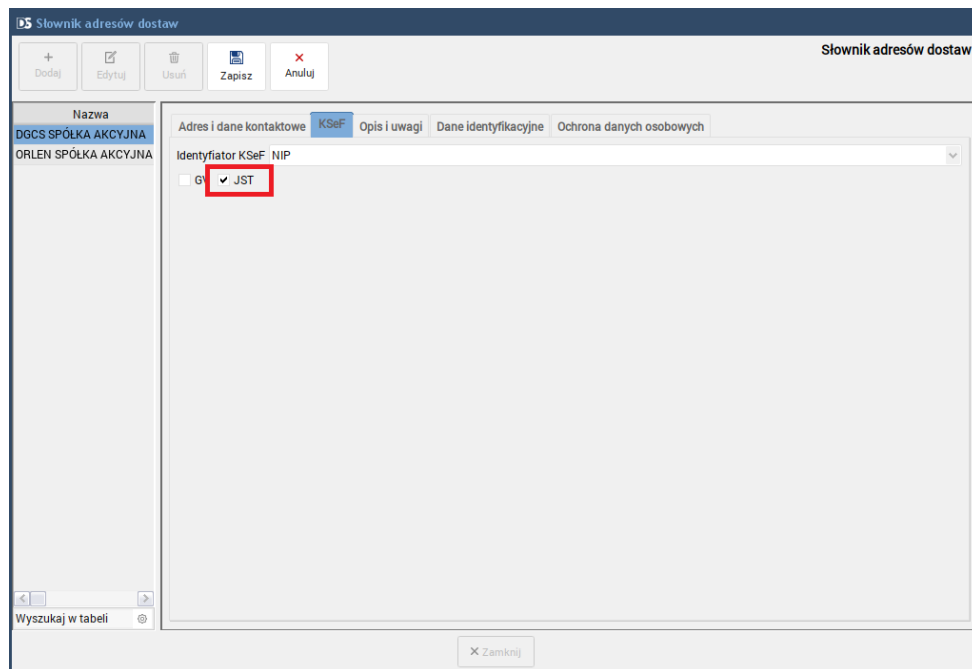 D5 Słownik adresów dostaw
Dodaj Edytuj Usuń Zapisz Anuluj
Słownik adresów dostaw
Nazwa
DGCS SPÓŁKA AKCYJNA
ORLEN SPÓŁKA AKCYJNA
Adres i dane kontaktowe KSeF Opis i uwagi Dane identyfikacyjne Ochrona danych osobowych
Identyfiator KSeF NIP
JST
Wyszukaj w tabeli
Zamknij